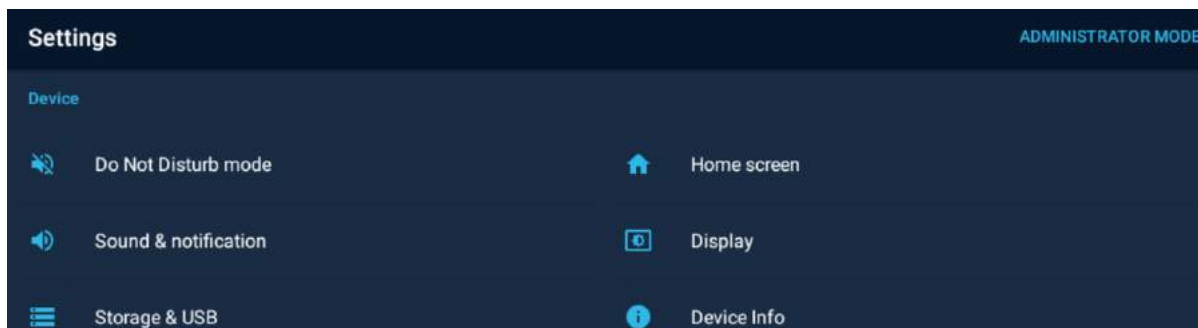 Settings
ADMINISTRATOR MODE
Device
Do Not Disturb mode
Home screen
Sound & notification
Display
Storage & USB
Device Info